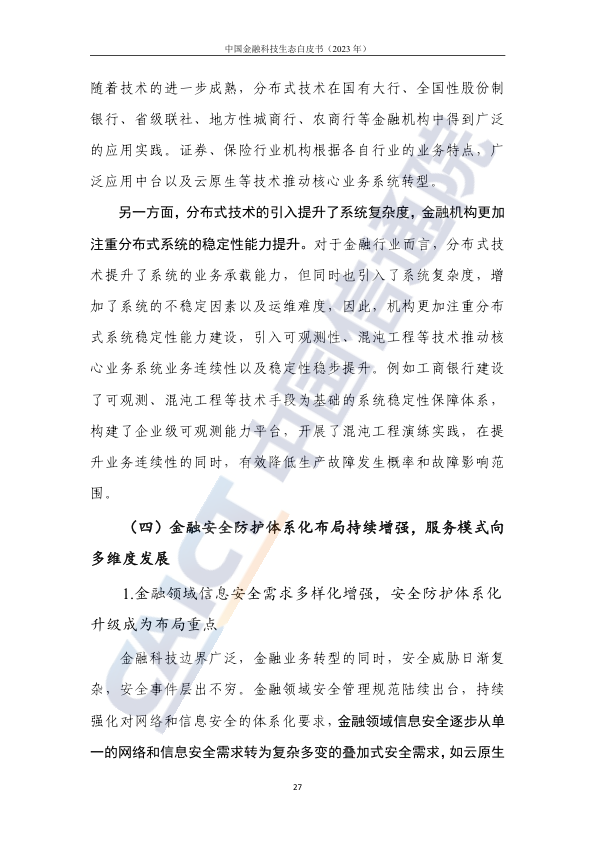 中国金融科技生态白皮书（2023 年）
随着技术的进一步成熟，分布式技术在国有大行、全国性股份制
银行、省级联社、地方性城商行、农商行等金融机构中得到广泛
的应用实践。证券、保险行业机构根据各自行业的业务特点，广
泛应用中台以及云原生等技术推动核心业务系统转型。
另一方面，分布式技术的引入提升了系统复杂度，金融机构更加
注重分布式系统的稳定性能力提升。对于金融行业而言，分布式技
术提升了系统的业务承载能力，但同时也引入了系统复杂度，增
加了系统的不稳定因素以及运维难度，因此，机构更加注重分布
式系统稳定性能力建设，引入可观测性、混沌工程等技术推动核
心业务系统业务连续性以及稳定性稳步提升。例如工商银行建设
了可观测、混沌工程等技术手段为基础的系统稳定性保障体系，
构建了企业级可观测能力平台，开展了混沌工程演练实践，在提
升业务连续性的同时，有效降低生产故障发生概率和故障影响范
围。
（四）金融安全防护体系化布局持续增强，服务模式向
多维度发展
1.金融领域信息安全需求多样化增强，安全防护体系化
升级成为布局重点
金融科技边界广泛，金融业务转型的同时，安全威胁日渐复
杂，安全事件层出不穷。金融领域安全管理规范陆续出台，持续
强化对网络和信息安全的体系化要求，金融领域信息安全逐步从单
一的网络和信息安全需求转为复杂多变的叠加式安全需求，如云原生
27
CAICT 中国信通院